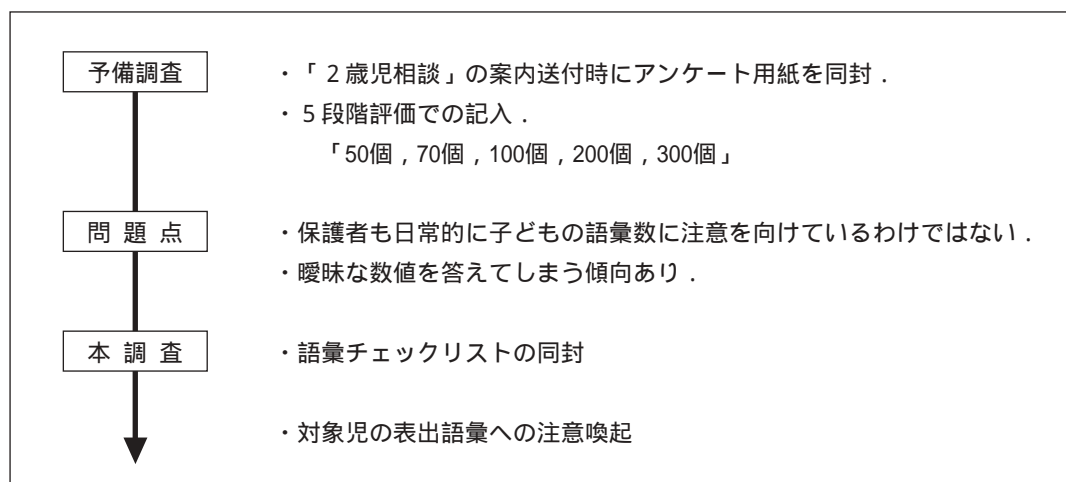 予備調査 ・「２歳児相談」の案内送付時にアンケート用紙を同封．
・５段階評価での記入．
「50個，70個，100個，200個，300個」
問題点 ・保護者も日常的に子どもの語彙数に注意を向けているわけではない．
・曖昧な数値を答えてしまう傾向あり．
本調査 ・語彙チェックリストの同封
・対象児の表出語彙への注意喚起